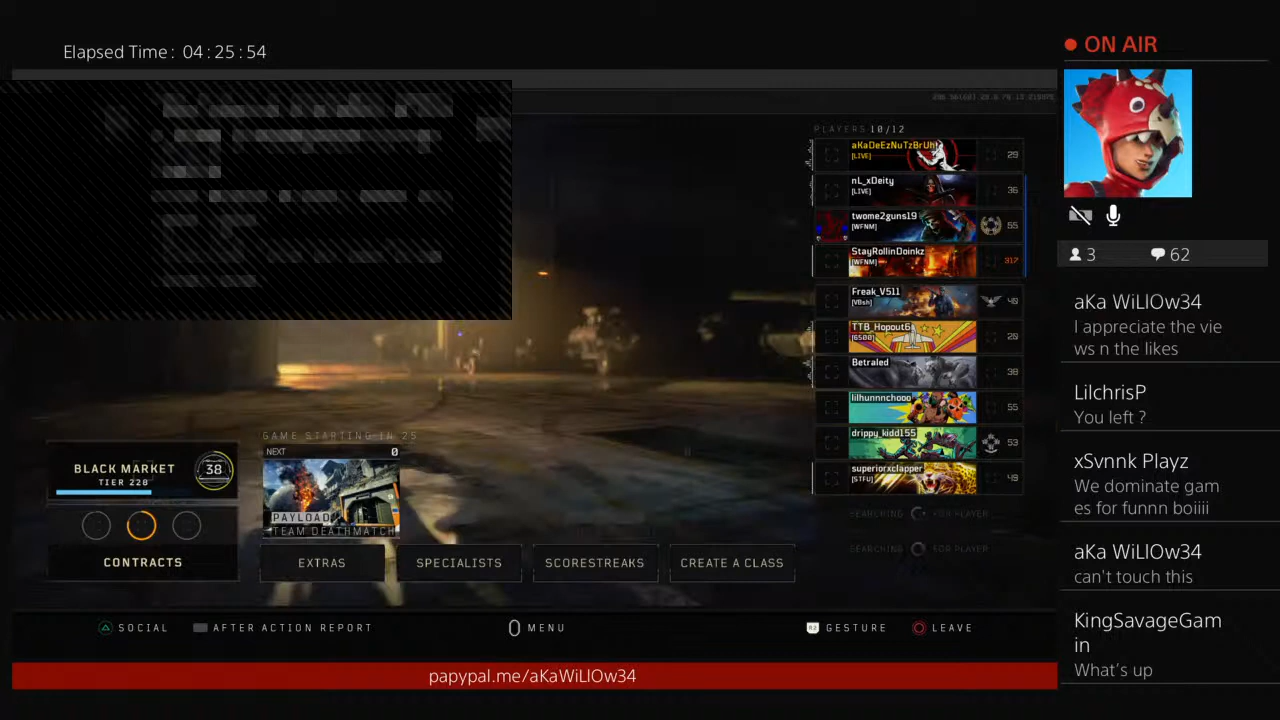 Elapsed Time: 04:25:54
ON AIR
3
62
aKa WiLlOw34
I appreciate the vie
ws n the likes
LilchrisP
You left ?
xSvnnk Playz
We dominate gam
es for funnn boiiii
aKa WiLlOw34
can't touch this
KingSavageGam
in
What's up
PLAYERS 10/12
aKaDeEzNuTzBrUh
[LIVE]
29
nL_xDeity
[LIVE]
36
twome2guns19
[WFNM]
55
StayRollinDoinkz
[WFNM]
317
Freak_V511
[VBsh]
40
TTB_Hopout6
[6500]
20
Betraled
38
lilhunnnchooo
55
drippy_kidd155
53
superiorxclapper
[STFU]
49
SEARCHING FOR PLAYER
SEARCHING FOR PLAYER
BLACK MARKET
TIER 228
38
CONTRACTS
GAME STARTING IN 25
NEXT 0
PAYLOAD
TEAM DEATHMATCH
EXTRAS
SPECIALISTS
SCORESTREAKS
CREATE A CLASS
SOCIAL
AFTER ACTION REPORT
MENU
GESTURE
LEAVE
papypal.me/aKaWiLlOw34